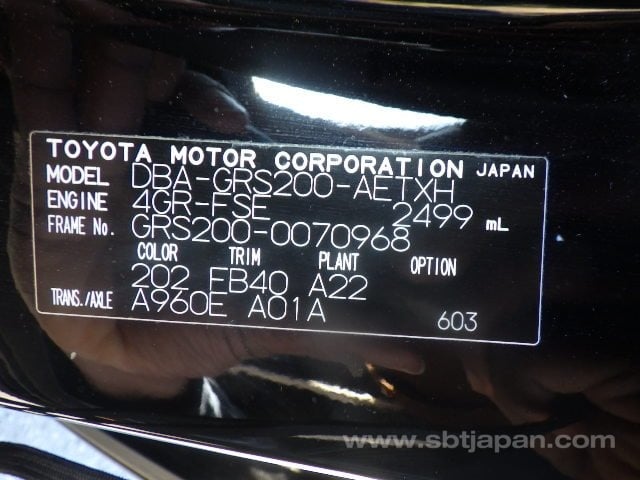 TOYOTA MOTOR CORPORATION JAPAN
MODEL DBA-GRS200-AETXH
ENGINE 4GR-FSE 2499 mL
FRAME No. GRS200-0070968
COLOR TRIM PLANT OPTION
202 FB40 A22
TRANS./AXLE A960E A01A 603
www.sbtjapan.com